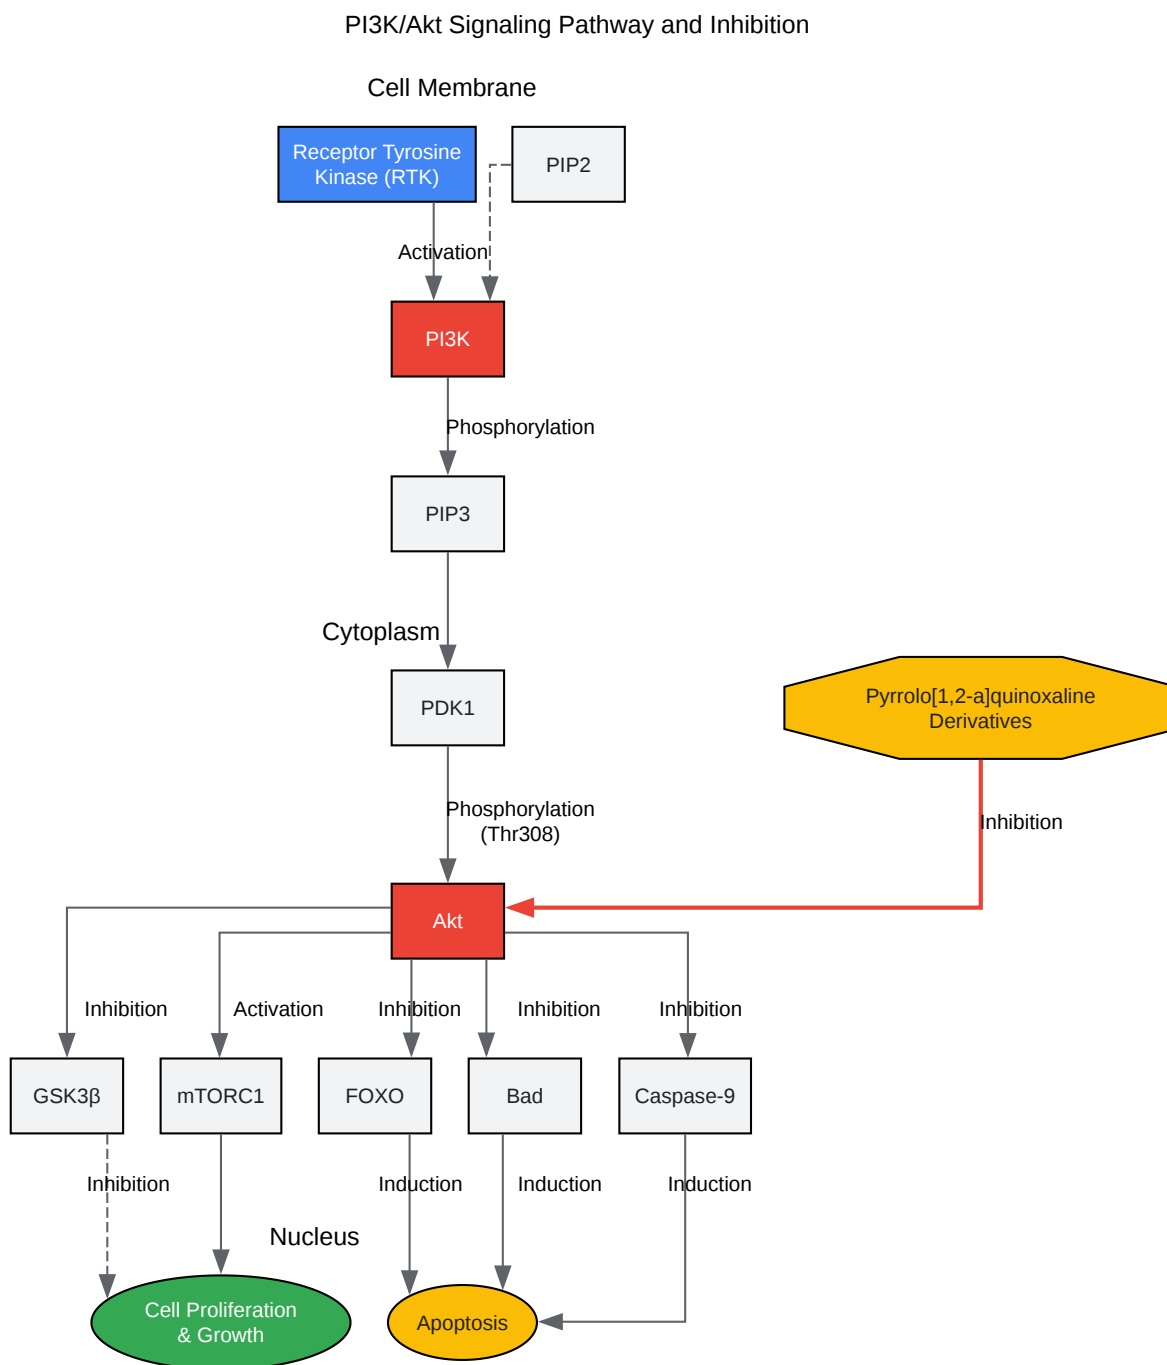 PI3K/Akt Signaling Pathway and Inhibition
Cell Membrane
Receptor Tyrosine
Kinase (RTK)
PIP2
Activation
PI3K
Phosphorylation
PIP3
Cytoplasm
PDK1
Pyrrolo[1,2-a]quinoxaline
Derivatives
Phosphorylation
(Thr308)
Inhibition
Akt
Inhibition
Activation
Inhibition
Inhibition
Inhibition
GSK3β
mTORC1
FOXO
Bad
Caspase-9
Inhibition
Induction
Induction
Induction
Nucleus
Cell Proliferation
& Growth
Apoptosis